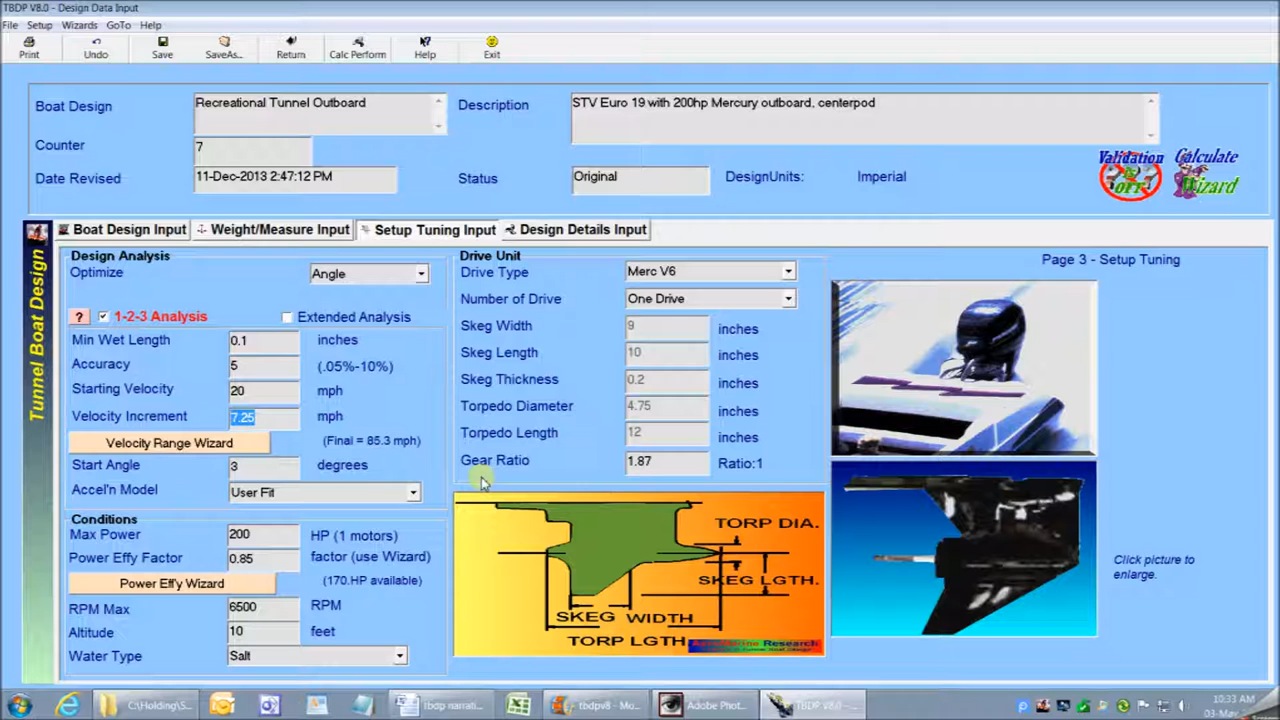 TBDP V8.0 - Design Data Input
File Setup Wizards GoTo Help
Print Undo Save SaveAs... Return Calc Perform Help Exit
Boat Design Recreational Tunnel Outboard Description STV Euro 19 with 200hp Mercury outboard, centerpod
Counter 7
Date Revised 11-Dec-2013 2:47:12 PM Status Original DesignUnits: Imperial
Validation OFF Calculate Wizard
Boat Design Input Weight/Measure Input Setup Tuning Input Design Details Input
Tunnel Boat Design
Page 3 - Setup Tuning
Design Analysis
Optimize Angle
? 1-2-3 Analysis Extended Analysis
Min Wet Length 0.1 inches
Accuracy 5 (.05%-10%)
Starting Velocity 20 mph
Velocity Increment 7.25 mph
Velocity Range Wizard (Final = 85.3 mph)
Start Angle 3 degrees
Accel'n Model User Fit
Conditions
Max Power 200 HP (1 motors)
Power Effy Factor 0.85 factor (use Wizard)
Power Eff'y Wizard (170.HP available)
RPM Max 6500 RPM
Altitude 10 feet
Water Type Salt
Drive Unit
Drive Type Merc V6
Number of Drive One Drive
Skeg Width 9 inches
Skeg Length 10 inches
Skeg Thickness 0.2 inches
Torpedo Diameter 4.75 inches
Torpedo Length 12 inches
Gear Ratio 1.87 Ratio:1
TORP DIA.
SKEG LGTH.
SKEG WIDTH
TORP LGTH
Click picture to
enlarge.
C:\Holding\S... tbdp narrati... tbdpv8 - Mo... Adobe Phot... TBDP V8.0 -...
10:33 AM